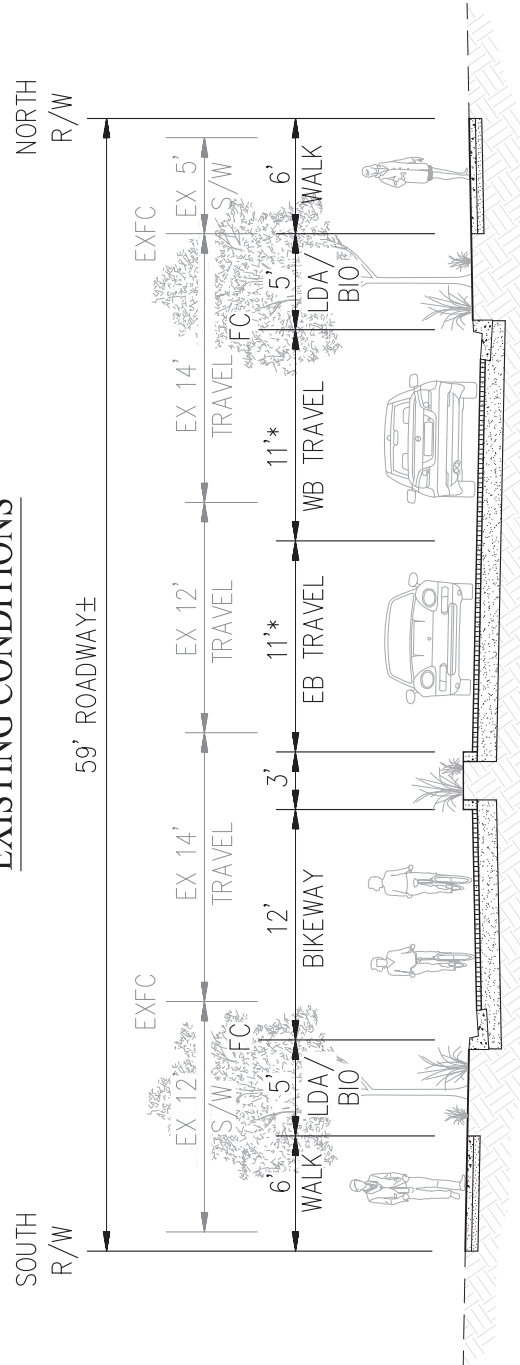 EXISTING CONDITIONS
SOUTH
R/W
NORTH
R/W
59' ROADWAY±
EXFC
EXFC
EX 12'
S/W
EX 14'
TRAVEL
EX 12'
TRAVEL
EX 14'
TRAVEL
EX 5'
S/W
FC
FC
6'
WALK
5'
LDA/
BIO
12'
BIKEWAY
3'
11'*
EB TRAVEL
11'*
WB TRAVEL
5'
LDA/
BIO
6'
WALK